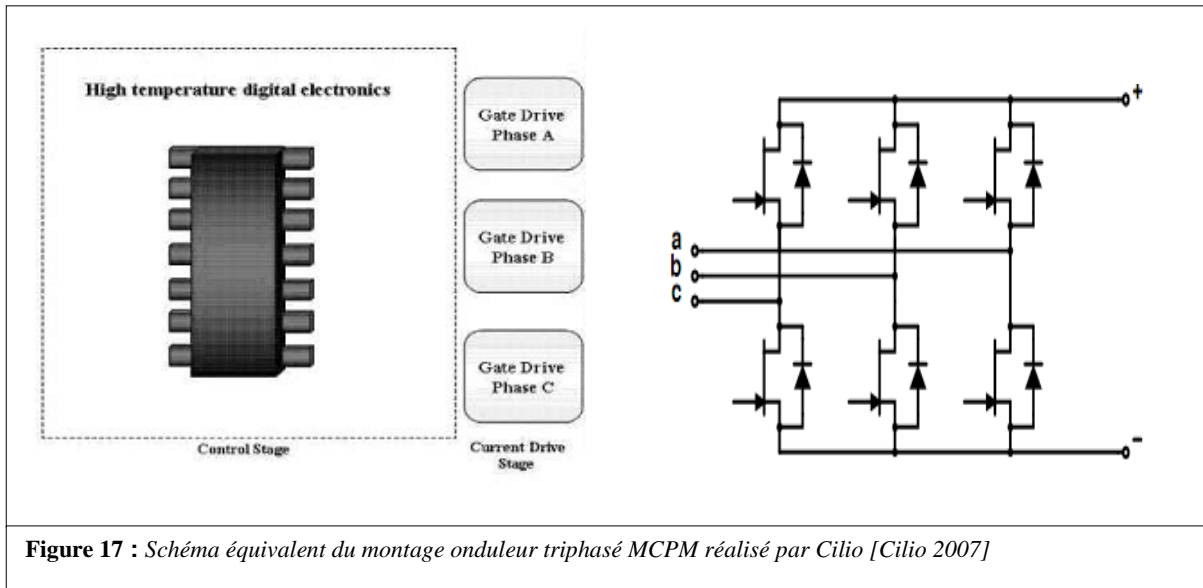 High temperature digital electronics
Gate Drive
Phase A
Gate Drive
Phase B
Gate Drive
Phase C
Control Stage
Current Drive
Stage
+
a
b
c
-
Figure 17 : Schéma équivalent du montage onduleur triphasé MCPM réalisé par Cilio [Cilio 2007]